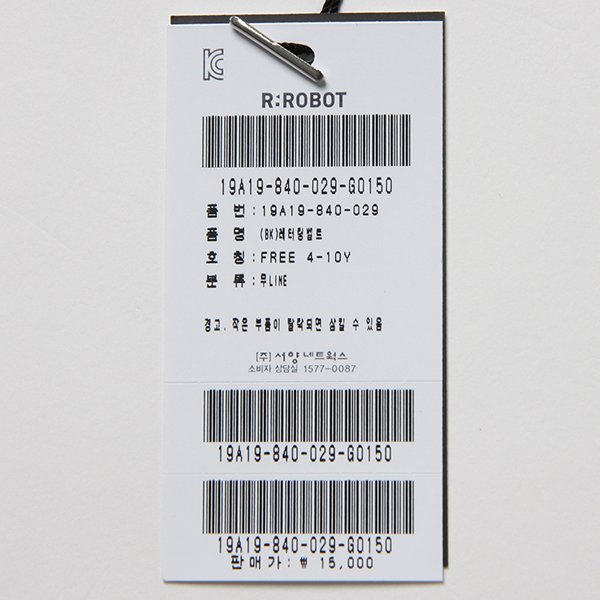 KC
R:ROBOT
19A19-840-029-G0150
품 번 : 19A19-840-029
품 명 : (BK)레터링벨트
호 칭 : FREE 4-10Y
분 류 : 무LINE
경고, 작은 부품이 탈락되면 삼킬 수 있음
[주] 서양네트웍스
소비자 상담실 1577-0087
19A19-840-029-G0150
19A19-840-029-G0150
판 매 가 : ₩ 15,000